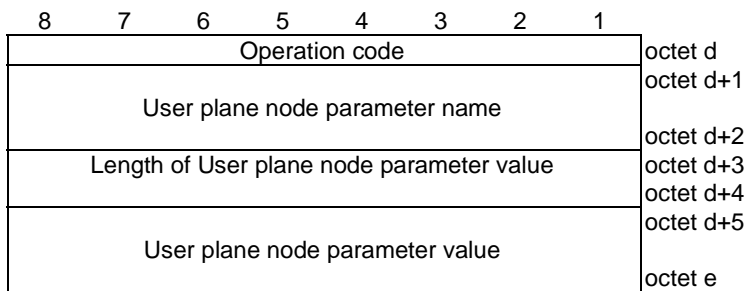 8 7 6 5 4 3 2 1
Operation code octet d
octet d+1
User plane node parameter name
octet d+2
Length of User plane node parameter value octet d+3
octet d+4
octet d+5
User plane node parameter value
octet e